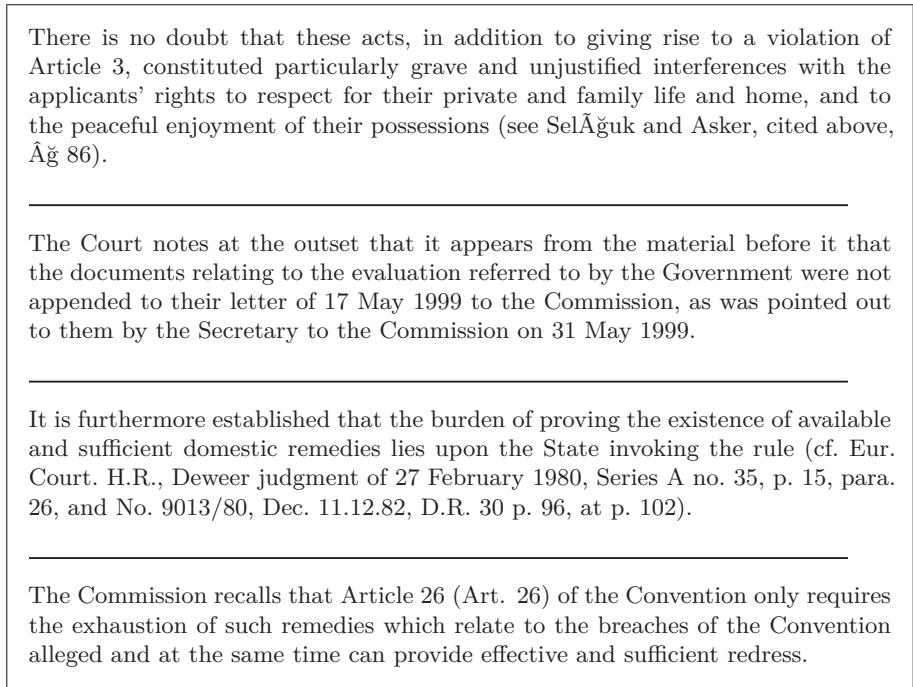 There is no doubt that these acts, in addition to giving rise to a violation of
Article 3, constituted particularly grave and unjustified interferences with the
applicants’ rights to respect for their private and family life and home, and to
the peaceful enjoyment of their possessions (see SelÃğuk and Asker, cited above,
Âğ 86).
The Court notes at the outset that it appears from the material before it that
the documents relating to the evaluation referred to by the Government were not
appended to their letter of 17 May 1999 to the Commission, as was pointed out
to them by the Secretary to the Commission on 31 May 1999.
It is furthermore established that the burden of proving the existence of available
and sufficient domestic remedies lies upon the State invoking the rule (cf. Eur.
Court. H.R., Deweer judgment of 27 February 1980, Series A no. 35, p. 15, para.
26, and No. 9013/80, Dec. 11.12.82, D.R. 30 p. 96, at p. 102).
The Commission recalls that Article 26 (Art. 26) of the Convention only requires
the exhaustion of such remedies which relate to the breaches of the Convention
alleged and at the same time can provide effective and sufficient redress.